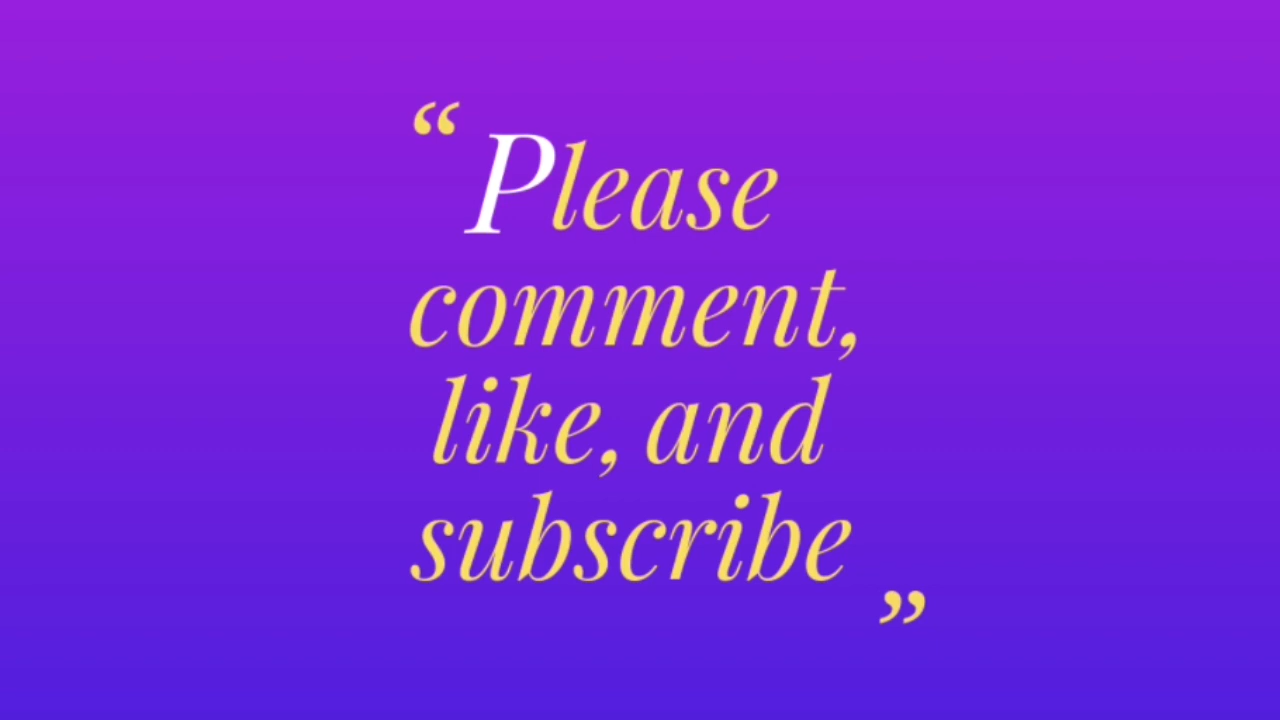 “Please
comment,
like, and
subscribe”